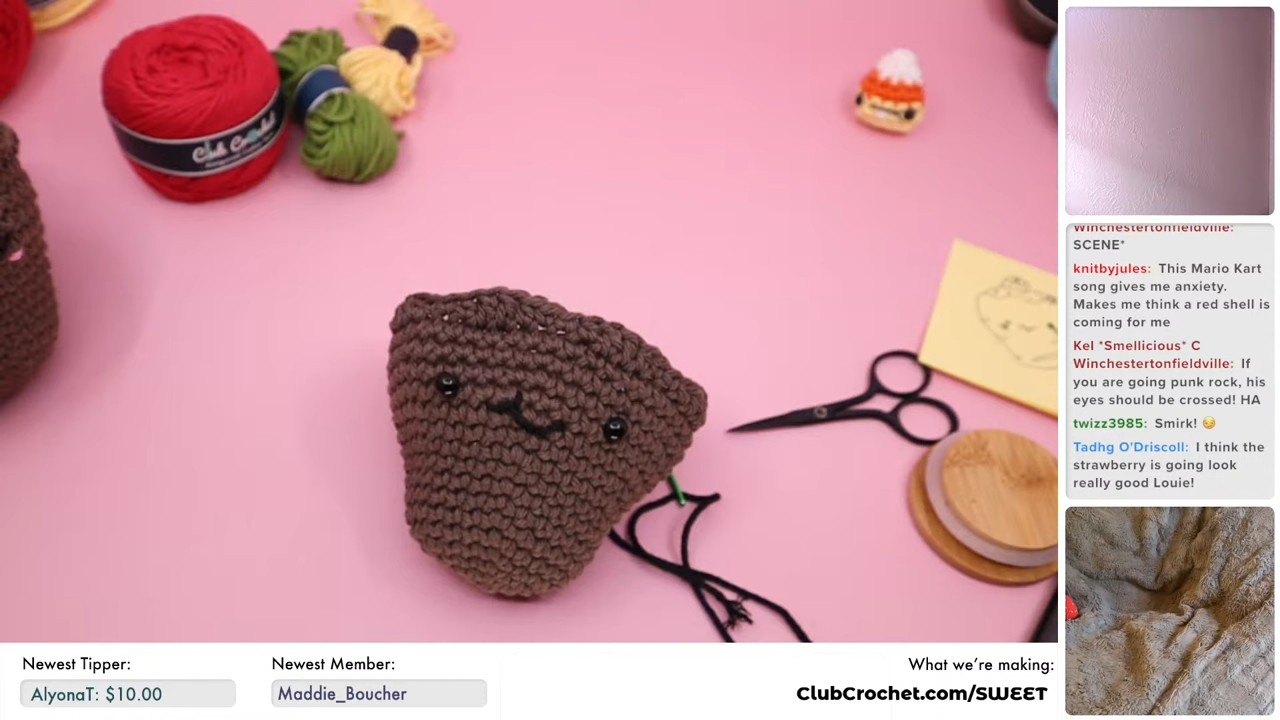 Club Crochet
Winchestertonfieldville:
SCENE*
knitbyjules: This Mario Kart
song gives me anxiety.
Makes me think a red shell is
coming for me
Kel *Smellicious* C
Winchestertonfieldville: If
you are going punk rock, his
eyes should be crossed! HA
twizz3985: Smirk! 😏
Tadhg O'Driscoll: I think the
strawberry is going look
really good Louie!
Newest Tipper:
AlyonaT: $10.00
Newest Member:
Maddie_Boucher
What we're making:
ClubCrochet.com/SWEET